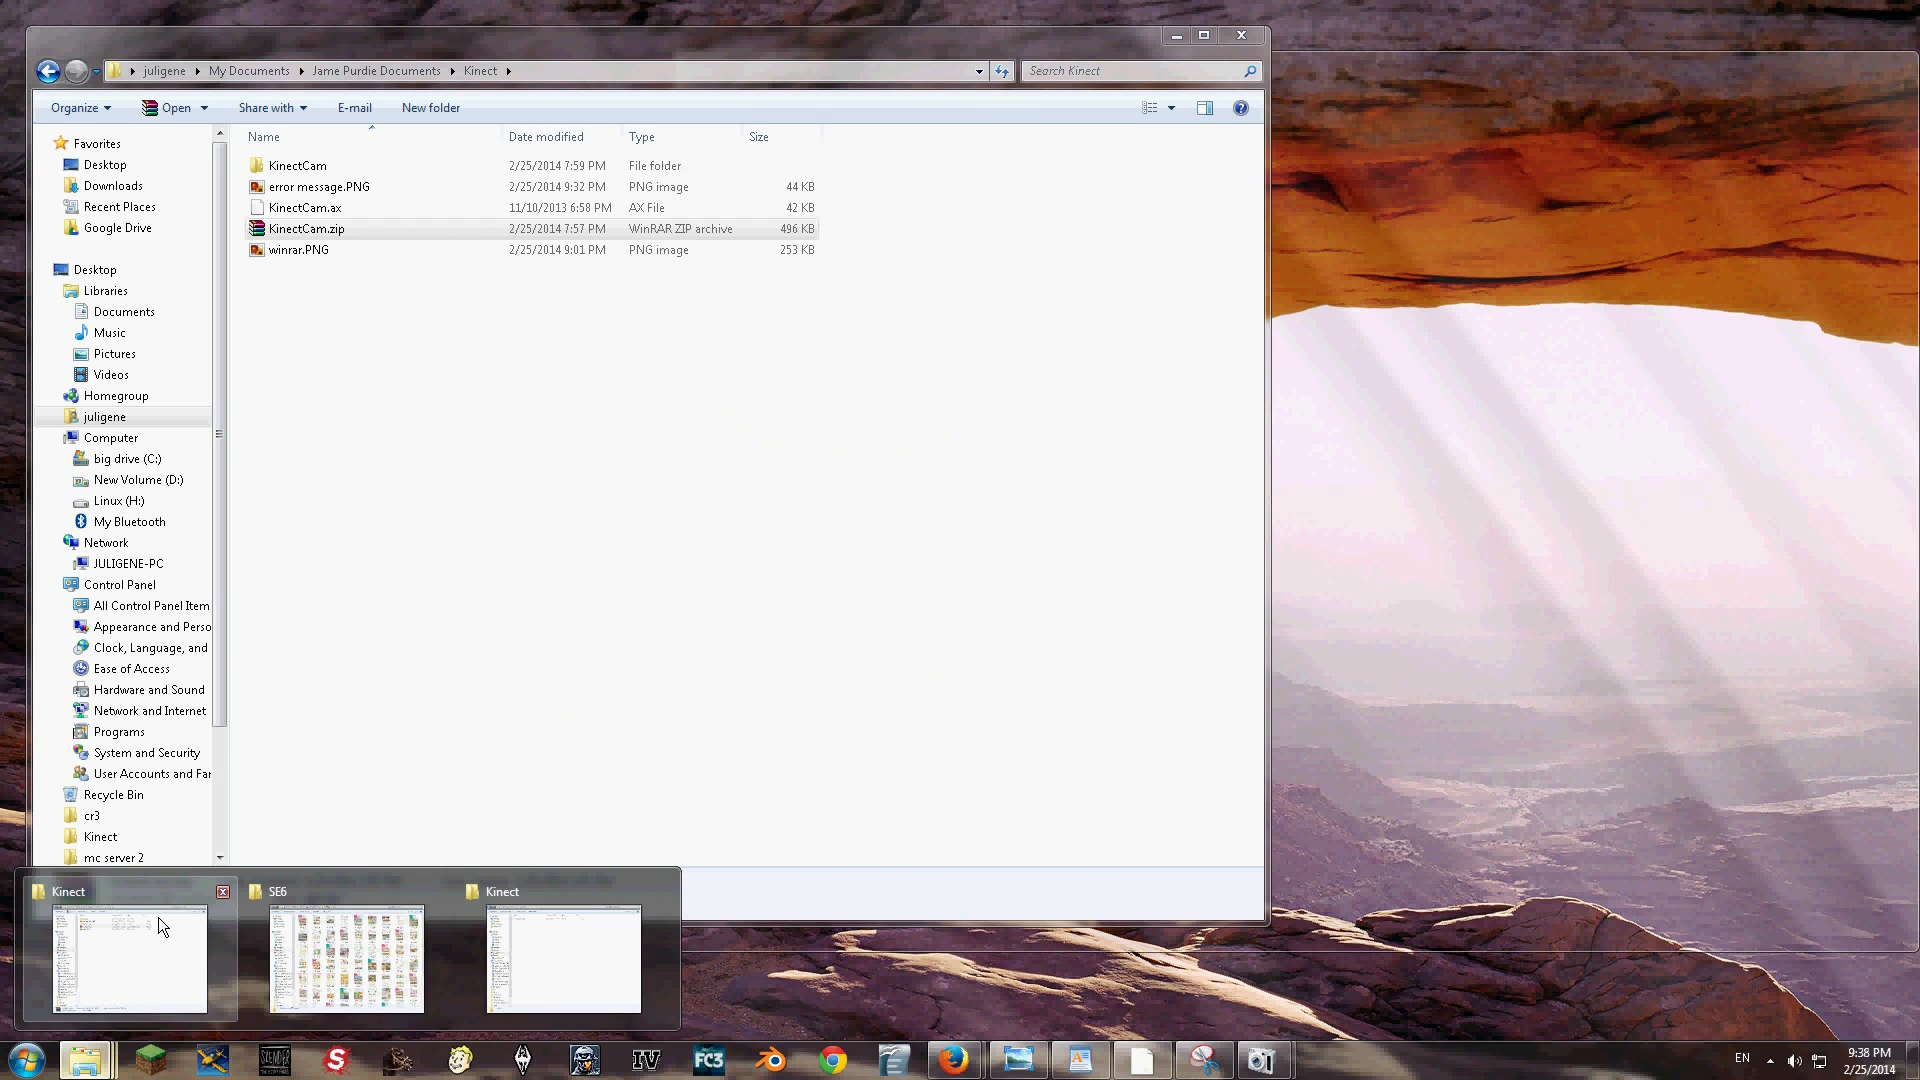 juligene My Documents Jame Purdie Documents Kinect
Search Kinect
Organize Open Share with E-mail New folder
Name Date modified Type Size
KinectCam 2/25/2014 7:59 PM File folder
error message.PNG 2/25/2014 9:32 PM PNG image 44 KB
KinectCam.ax 11/10/2013 6:58 PM AX File 42 KB
KinectCam.zip 2/25/2014 7:57 PM WinRAR ZIP archive 496 KB
winrar.PNG 2/25/2014 9:01 PM PNG image 253 KB
Favorites
Desktop
Downloads
Recent Places
Google Drive
Desktop
Libraries
Documents
Music
Pictures
Videos
Homegroup
juligene
Computer
big drive (C:)
New Volume (D:)
Linux (H:)
My Bluetooth
Network
JULIGENE-PC
Control Panel
All Control Panel Item
Appearance and Perso
Clock, Language, and
Ease of Access
Hardware and Sound
Network and Internet
Programs
System and Security
User Accounts and Far
Recycle Bin
cr3
Kinect
mc server 2
Kinect SE6 Kinect
SLENDER
S
IV
FC3
EN
9:38 PM
2/25/2014